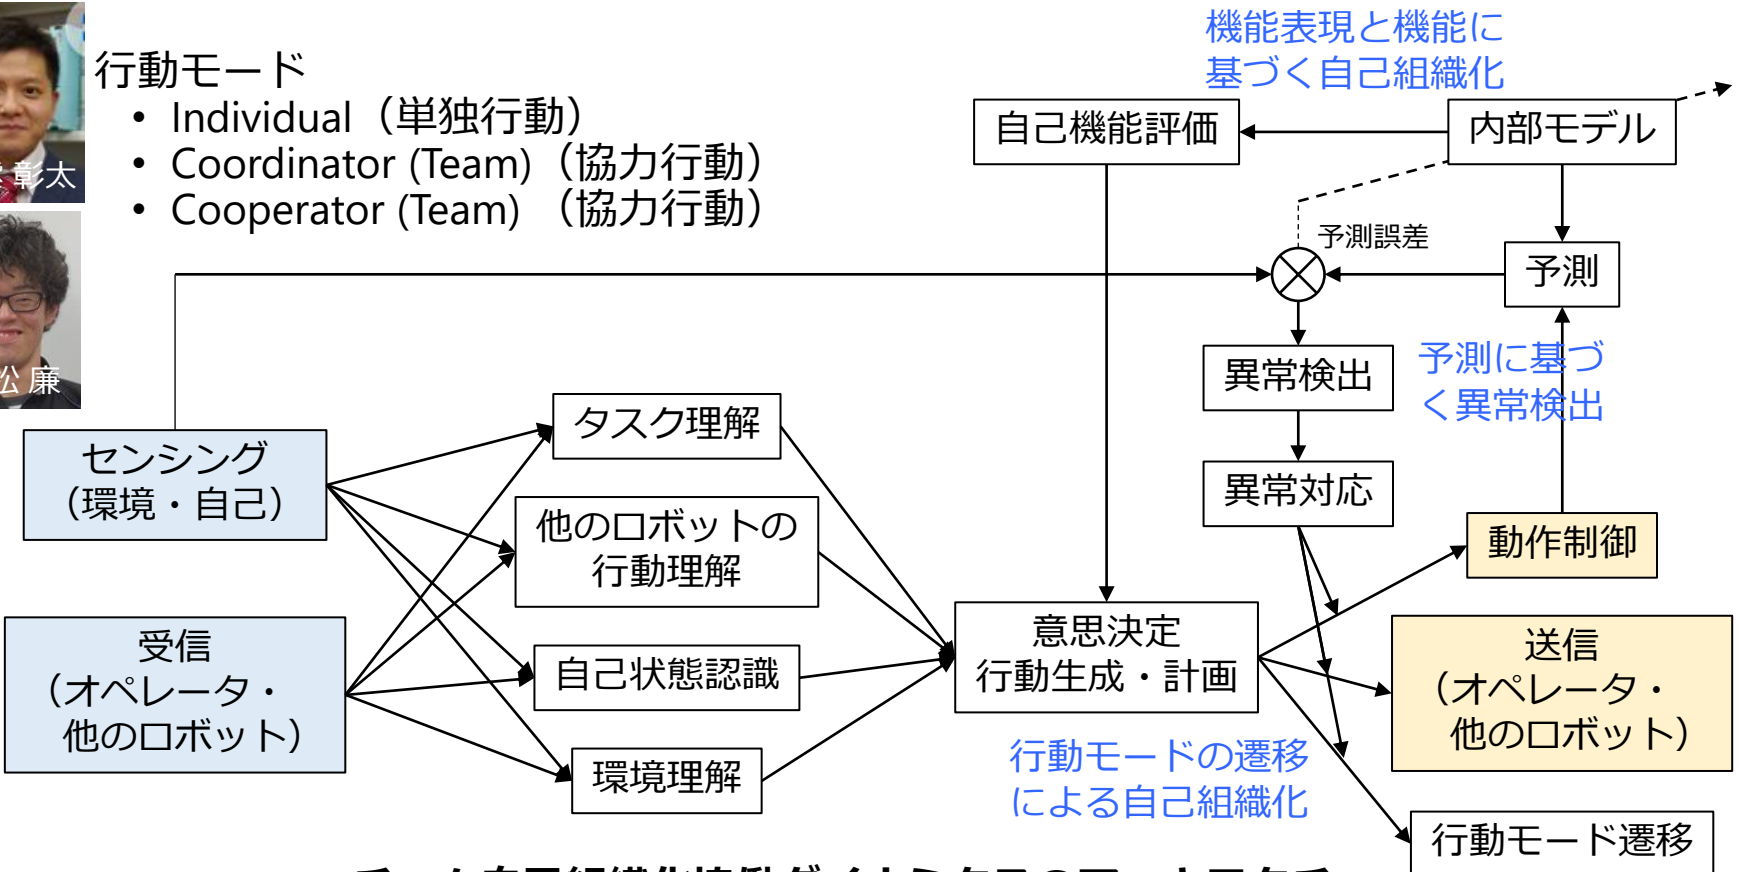 機能表現と機能に
基づく自己組織化
行動モード
• Individual（単独行動）
• Coordinator (Team)（協力行動）
• Cooperator (Team) （協力行動）
彰太
廉
自己機能評価
内部モデル
予測誤差
予測
異常検出
予測に基づ
く異常検出
異常対応
タスク理解
センシング
（環境・自己）
他のロボットの
行動理解
動作制御
受信
（オペレータ・
他のロボット）
自己状態認識
意思決定
行動生成・計画
送信
（オペレータ・
他のロボット）
環境理解
行動モードの遷移
による自己組織化
行動モード遷移